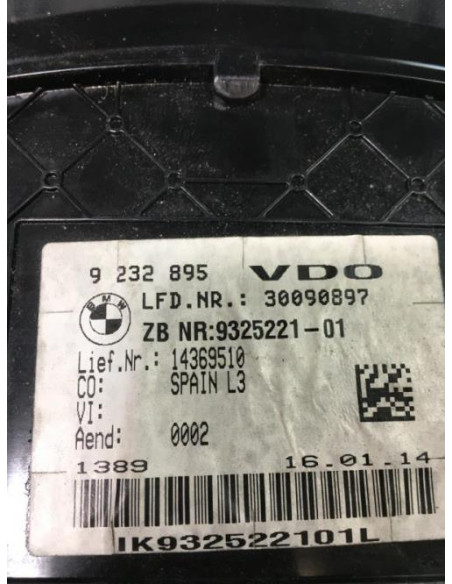 9 232 895 VDO
BMW
LFD.NR.: 30090897
ZB NR:9325221-01
Lief.Nr.: 14369510
CO: SPAIN L3
VI:
Aend: 0002
1389 16.01.14
IK932522101L